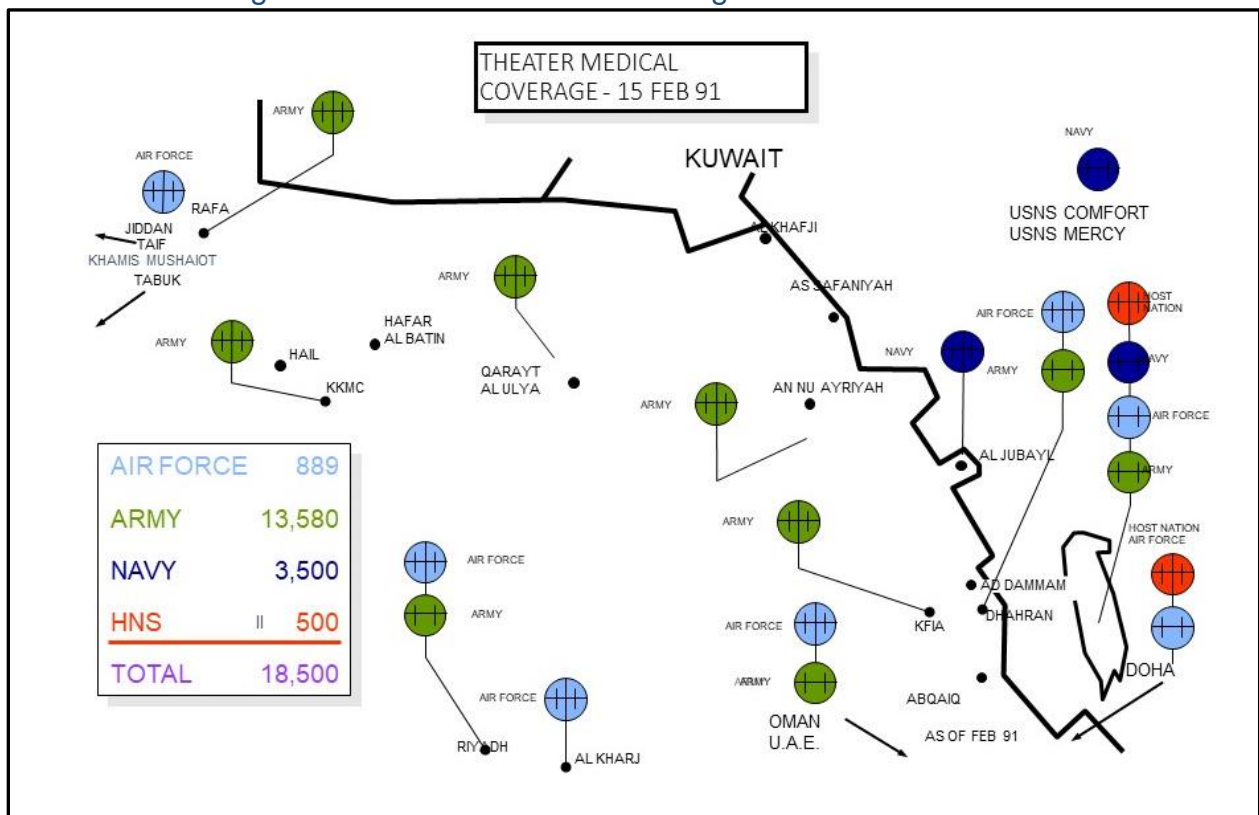 THEATER MEDICAL
COVERAGE - 15 FEB 91
ARMY
AIR FORCE
RAFA
JIDDAN
TAIF
KHAMIS MUSHAIOT
TABUK
KUWAIT
NAVY
USNS COMFORT
USNS MERCY
AL KHAFJI
AS SAFANIYAH
ARMY
HAFAR
AL BATIN
ARMY
HAIL
KKMC
QARAYT
AL ULYA
ARMY
AN NU AYRIYAH
NAVY
AL JUBAYL
AIR FORCE
ARMY
HOST
NATION
NAVY
AIR FORCE
ARMY
HOST NATION
AIR FORCE
DOHA
AIR FORCE 889
ARMY 13,580
NAVY 3,500
HNS II 500
TOTAL 18,500
AIR FORCE
ARMY
RIYADH
AIR FORCE
AL KHARJ
ARMY
KFIA
AD DAMMAM
DHAHRAN
ABQAIQ
AS OF FEB 91
AIR FORCE
ARMY
OMAN
U.A.E.